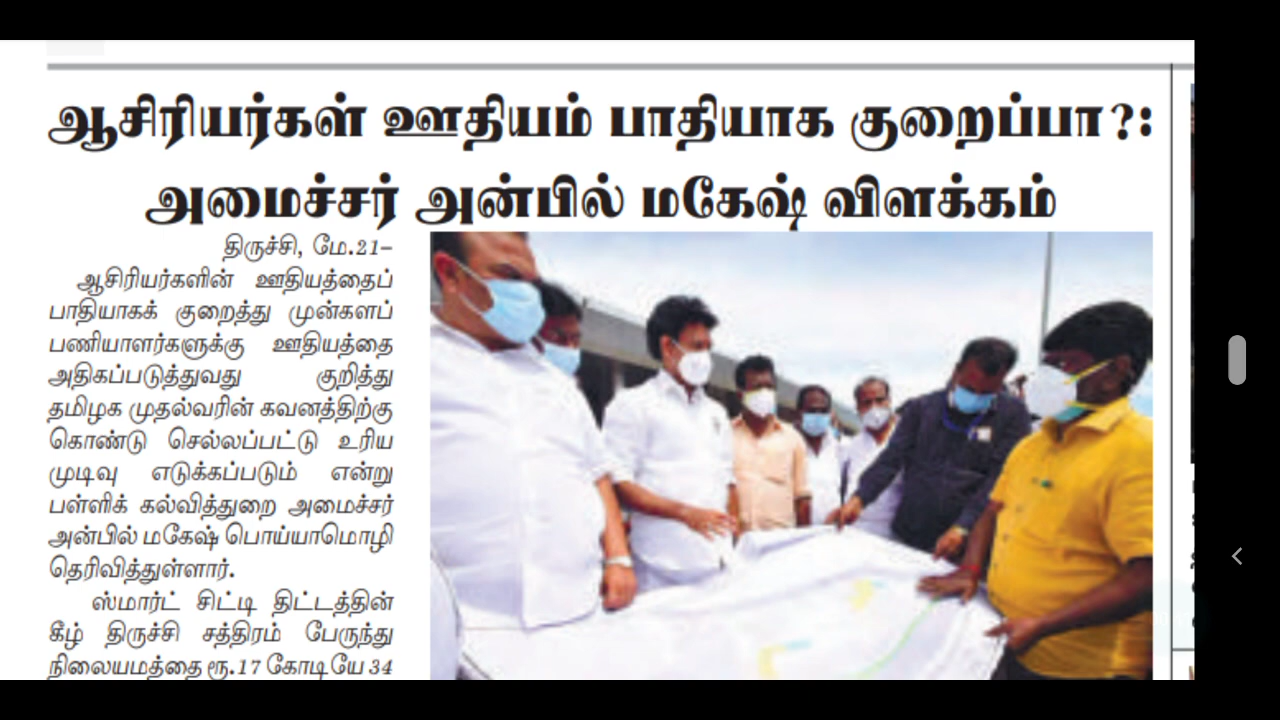 ஆசிரியர்கள் ஊதியம் பாதியாக குறைப்பா?:
அமைச்சர் அன்பில் மகேஷ் விளக்கம்
திருச்சி, மே.21–
ஆசிரியர்களின் ஊதியத்தைப்
பாதியாகக் குறைத்து முன்களப்
பணியாளர்களுக்கு ஊதியத்தை
அதிகப்படுத்துவது குறித்து
தமிழக முதல்வரின் கவனத்திற்கு
கொண்டு செல்லப்பட்டு உரிய
முடிவு எடுக்கப்படும் என்று
பள்ளிக் கல்வித்துறை அமைச்சர்
அன்பில் மகேஷ் பொய்யாமொழி
தெரிவித்துள்ளார்.
ஸ்மார்ட் சிட்டி திட்டத்தின்
கீழ் திருச்சி சத்திரம் பேருந்து
நிலையமத்தை ரூ.17 கோடியே 34